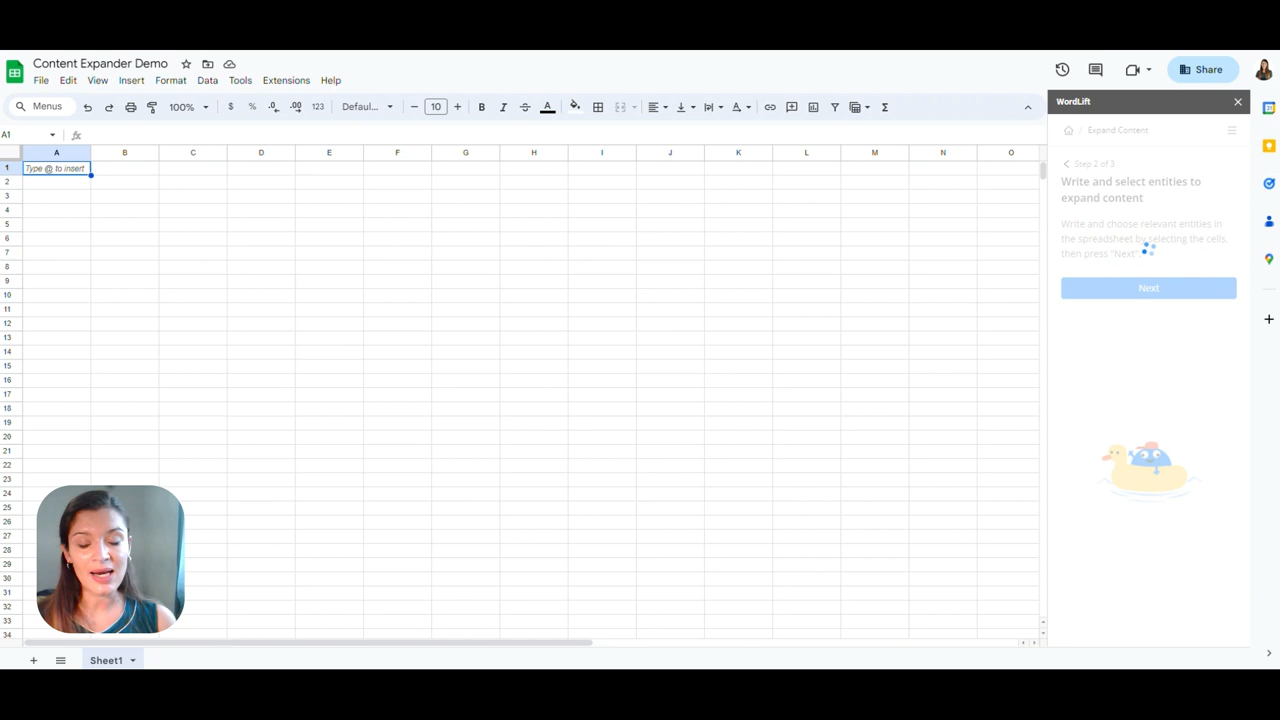 Content Expander Demo
File Edit View Insert Format Data Tools Extensions Help
Share
Menus
100%
$ % .0 .00 123
Defaul...
10
B I A
A1
fx
A B C D E F G H I J K L M N O
1 Type @ to insert
2
3
4
5
6
7
8
9
10
11
12
13
14
15
16
17
18
19
20
21
22
23
24
25
26
27
28
29
30
31
32
33
34
Sheet1
WordLift
/ Expand Content
Step 2 of 3
Write and select entities to
expand content
Write and choose relevant entities in
the spreadsheet by selecting the cells,
then press "Next".
Next